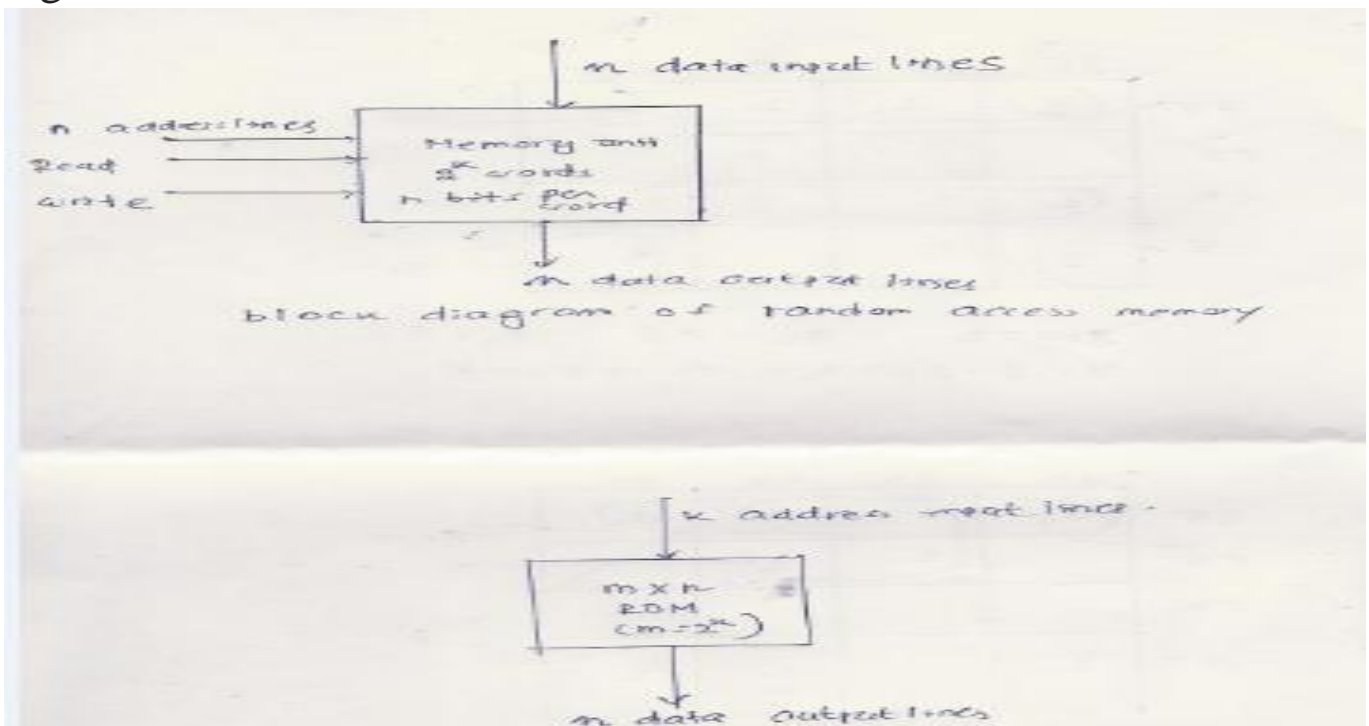 n data input lines
n address lines
Read
write
Memory unit
2^k words
n bits per
word
n data output lines
block diagram of random access memory
k address input lines.
m x n
ROM
(m=2^k)
n data output lines